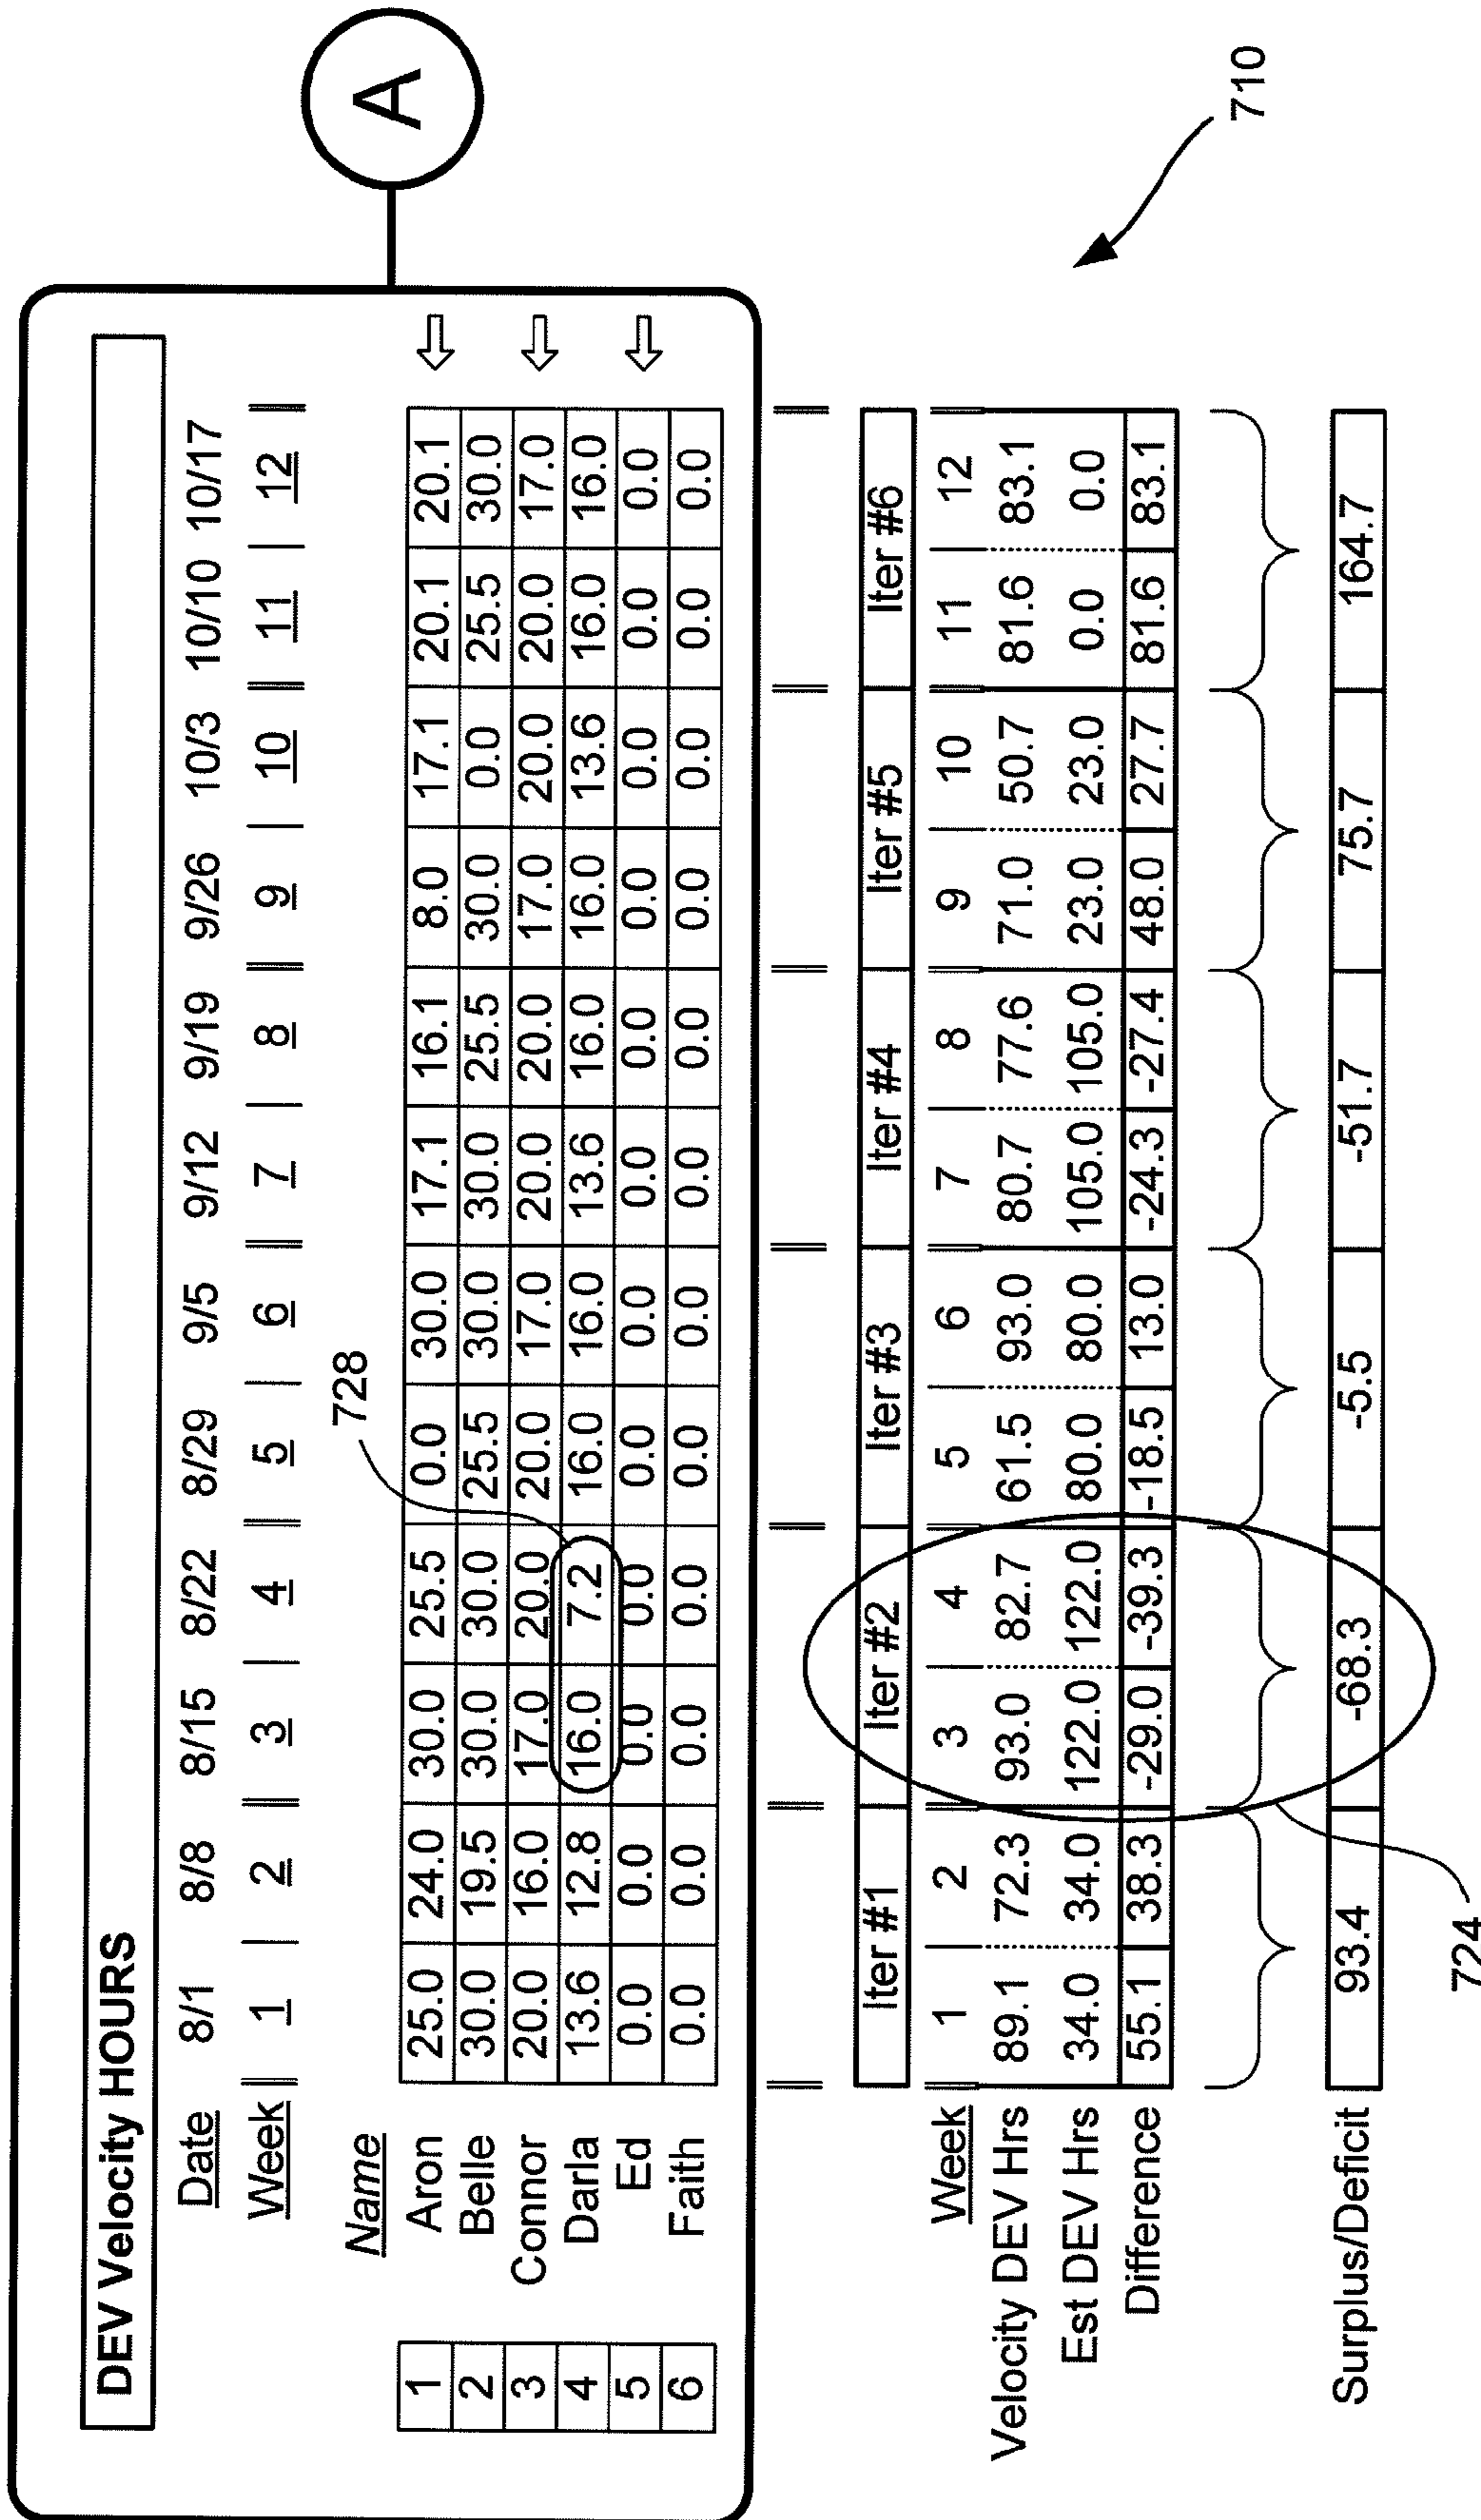 DEV Velocity HOURS
A
Date 8/1 8/8 8/15 8/22 8/29 9/5 9/12 9/19 9/26 10/3 10/10 10/17
Week 1 2 3 4 5 6 7 8 9 10 11 12
728
Name
1 Aron 25.0 24.0 30.0 25.5 0.0 30.0 17.1 16.1 8.0 17.1 20.1 20.1
2 Belle 30.0 19.5 30.0 30.0 25.5 30.0 30.0 25.5 30.0 0.0 25.5 30.0
3 Connor 20.0 16.0 17.0 20.0 20.0 17.0 20.0 20.0 17.0 20.0 20.0 17.0
4 Darla 13.6 12.8 16.0 7.2 16.0 16.0 13.6 16.0 16.0 13.6 16.0 16.0
5 Ed 0.0 0.0 0.0 0.0 0.0 0.0 0.0 0.0 0.0 0.0 0.0 0.0
6 Faith 0.0 0.0 0.0 0.0 0.0 0.0 0.0 0.0 0.0 0.0 0.0 0.0
Iter #1 Iter #2 Iter #3 Iter #4 Iter #5 Iter #6
Week 1 2 3 4 5 6 7 8 9 10 11 12
Velocity DEV Hrs 89.1 72.3 93.0 82.7 61.5 93.0 80.7 77.6 71.0 50.7 81.6 83.1
Est DEV Hrs 34.0 34.0 122.0 122.0 80.0 80.0 105.0 105.0 23.0 23.0 0.0 0.0
Difference 55.1 38.3 -29.0 -39.3 -18.5 13.0 -24.3 -27.4 48.0 27.7 81.6 83.1
710
Surplus/Deficit 93.4 -68.3 -5.5 -51.7 75.7 164.7
724